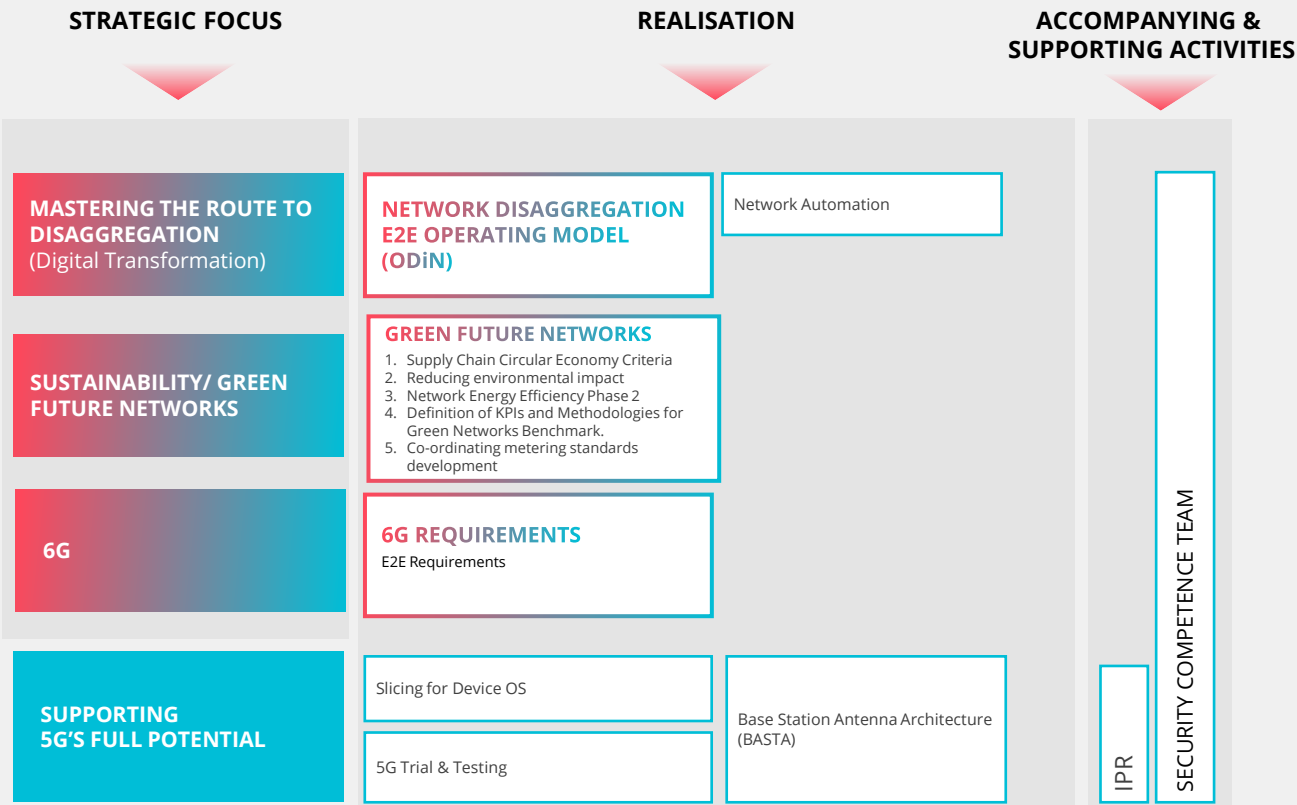 STRATEGIC FOCUS
REALISATION
ACCOMPANYING &
SUPPORTING ACTIVITIES
MASTERING THE ROUTE TO
DISAGGREGATION
(Digital Transformation)
NETWORK DISAGGREGATION
E2E OPERATING MODEL
(ODiN)
Network Automation
SUSTAINABILITY/ GREEN
FUTURE NETWORKS
GREEN FUTURE NETWORKS
1. Supply Chain Circular Economy Criteria
2. Reducing environmental impact
3. Network Energy Efficiency Phase 2
4. Definition of KPIs and Methodologies for
Green Networks Benchmark.
5. Co-ordinating metering standards
development
6G
6G REQUIREMENTS
E2E Requirements
SUPPORTING
5G'S FULL POTENTIAL
Slicing for Device OS
5G Trial & Testing
Base Station Antenna Architecture
(BASTA)
IPR
SECURITY COMPETENCE TEAM